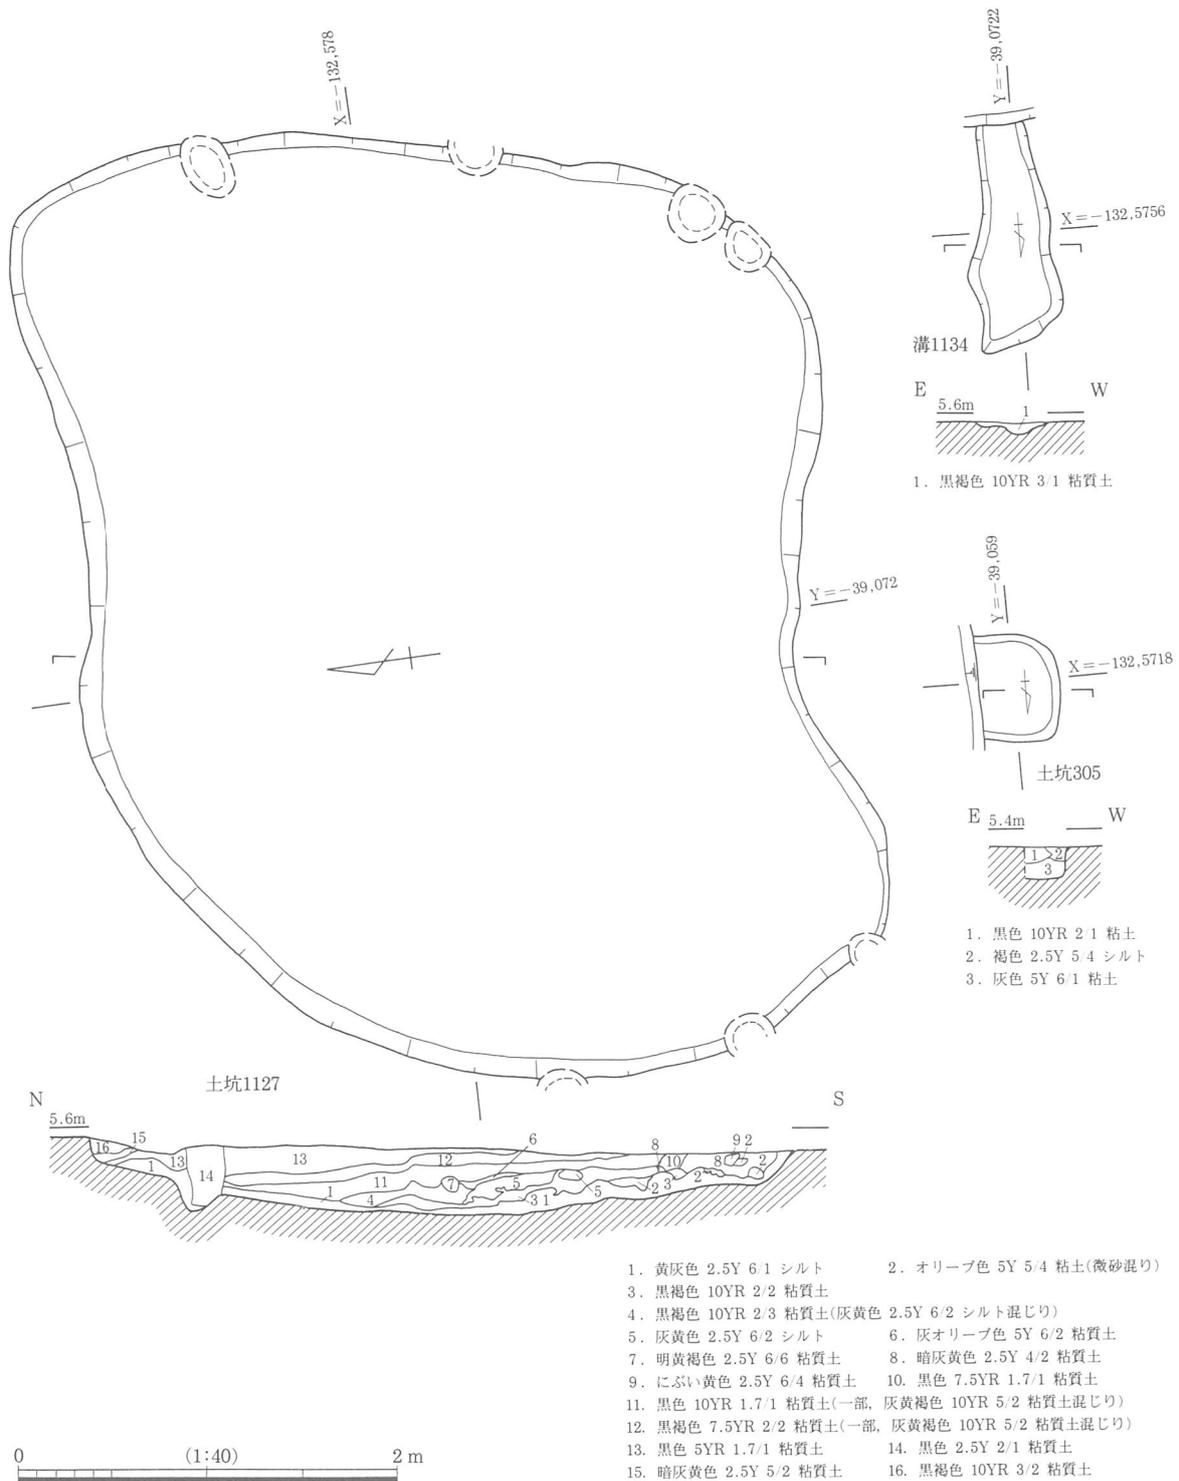 X=-132,578
Y=-39,0722
X=-132,5756
溝1134
E W
5.6m
1
1. 黒褐色 10YR 3/1 粘質土
Y=-39,072
Y=-39,059
X=-132,5718
土坑305
E 5.4m W
1 2
3
1. 黒色 10YR 2/1 粘土
2. 褐色 2.5Y 5/4 シルト
3. 灰色 5Y 6/1 粘土
土坑1127
N S
5.6m
16 15 1 13 14 13 12 6 8 9 2
11 7 5 10 8 2
1 4 3 1 5 2 3 2
1. 黄灰色 2.5Y 6/1 シルト 2. オリーブ色 5Y 5/4 粘土(微砂混り)
3. 黒褐色 10YR 2/2 粘質土
4. 黒褐色 10YR 2/3 粘質土(灰黄色 2.5Y 6/2 シルト混じり)
5. 灰黄色 2.5Y 6/2 シルト 6. 灰オリーブ色 5Y 6/2 粘質土
7. 明黄褐色 2.5Y 6/6 粘質土 8. 暗灰黄色 2.5Y 4/2 粘質土
9. にぶい黄色 2.5Y 6/4 粘質土 10. 黒色 7.5YR 1.7/1 粘質土
11. 黒色 10YR 1.7/1 粘質土(一部, 灰黄褐色 10YR 5/2 粘質土混じり)
12. 黒褐色 7.5YR 2/2 粘質土(一部, 灰黄褐色 10YR 5/2 粘質土混じり)
13. 黒色 5YR 1.7/1 粘質土 14. 黒色 2.5Y 2/1 粘質土
15. 暗灰黄色 2.5Y 5/2 粘質土 16. 黒褐色 10YR 3/2 粘質土
0 (1:40) 2 m